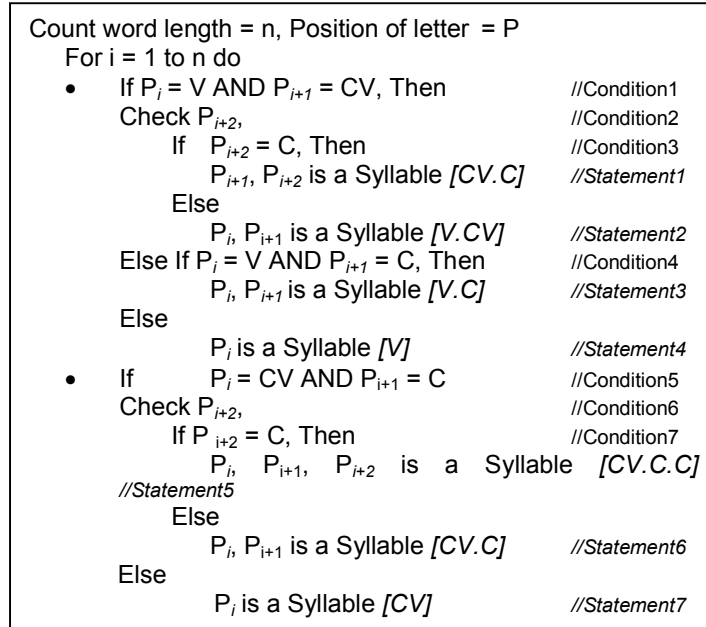 Count word length = n, Position of letter = P
For i = 1 to n do
• If Pi = V AND Pi+1 = CV, Then //Condition1
Check Pi+2, //Condition2
If Pi+2 = C, Then //Condition3
Pi+1, Pi+2 is a Syllable [CV.C] //Statement1
Else
Pi, Pi+1 is a Syllable [V.CV] //Statement2
Else If Pi = V AND Pi+1 = C, Then //Condition4
Pi, Pi+1 is a Syllable [V.C] //Statement3
Else
Pi is a Syllable [V] //Statement4
• If Pi = CV AND Pi+1 = C //Condition5
Check Pi+2, //Condition6
If P i+2 = C, Then //Condition7
Pi, Pi+1, Pi+2 is a Syllable [CV.C.C]
//Statement5
Else
Pi, Pi+1 is a Syllable [CV.C] //Statement6
Else
Pi is a Syllable [CV] //Statement7